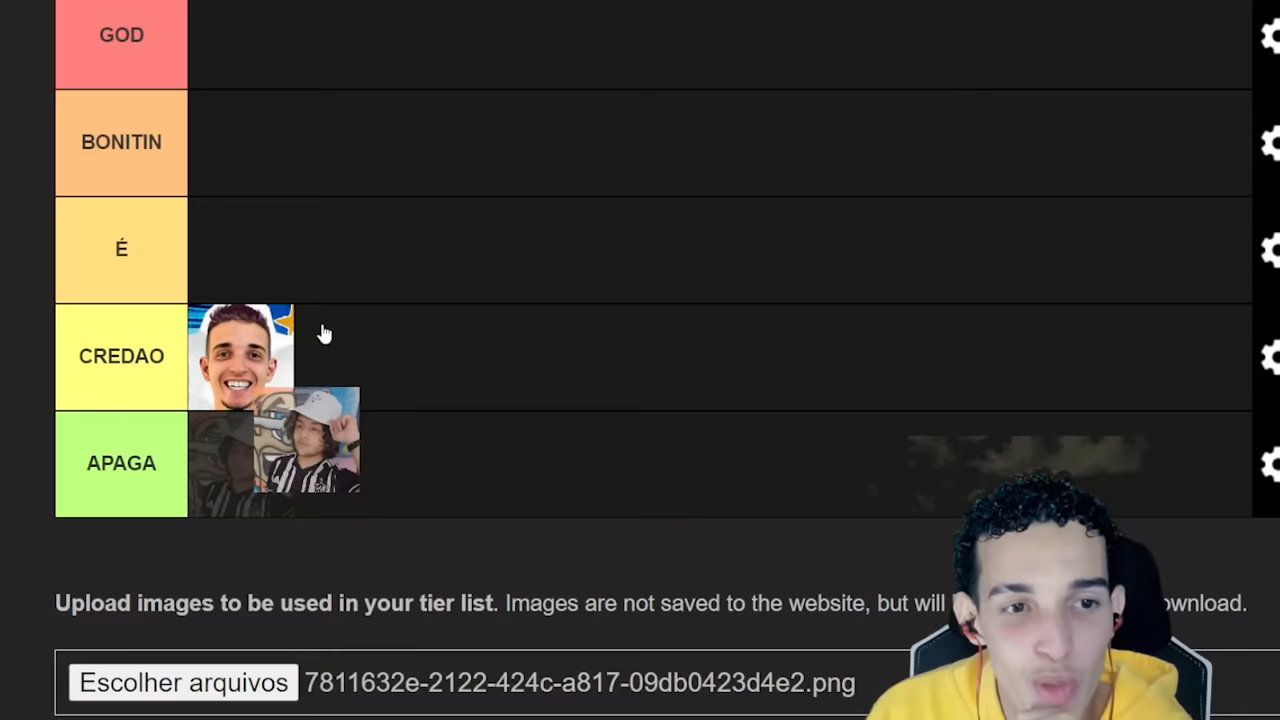 GOD
BONITIN
É
CREDAO
APAGA
Upload images to be used in your tier list. Images are not saved to the website, but will ownload.
Escolher arquivos 7811632e-2122-424c-a817-09db0423d4e2.png